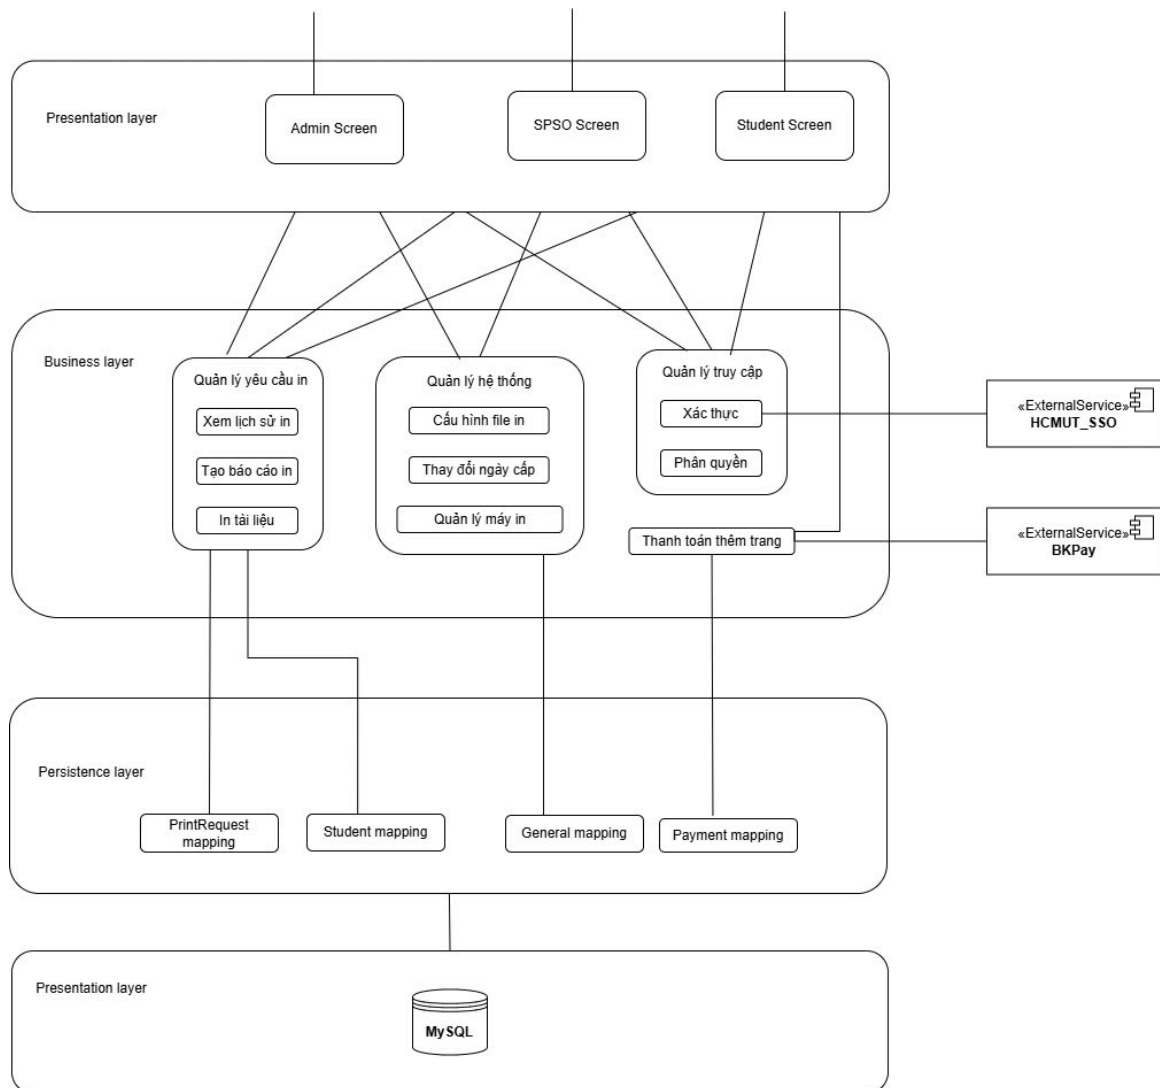 Presentation layer
Admin Screen
SPSO Screen
Student Screen
Business layer
Quản lý yêu cầu in
Xem lịch sử in
Tạo báo cáo in
In tài liệu
Quản lý hệ thống
Cấu hình file in
Thay đổi ngày cấp
Quản lý máy in
Quản lý truy cập
Xác thực
Phân quyền
Thanh toán thêm trang
«ExternalService»
HCMUT_SSO
«ExternalService»
BKPay
Persistence layer
PrintRequest
mapping
Student mapping
General mapping
Payment mapping
Presentation layer
MySQL